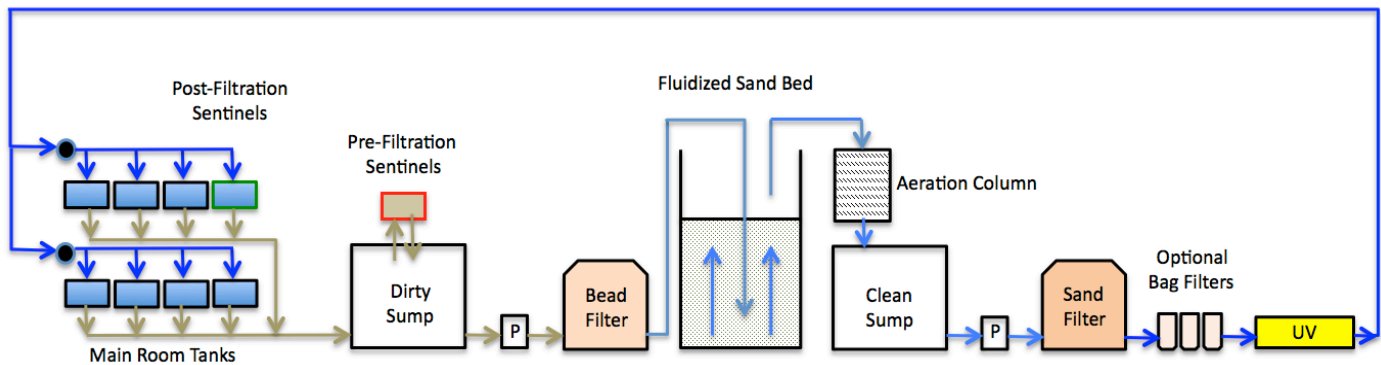 Post-Filtration
Sentinels
Pre-Filtration
Sentinels
Fluidized Sand Bed
Aeration Column
Dirty
Sump
P
Bead
Filter
Clean
Sump
P
Sand
Filter
Optional
Bag Filters
UV
Main Room Tanks